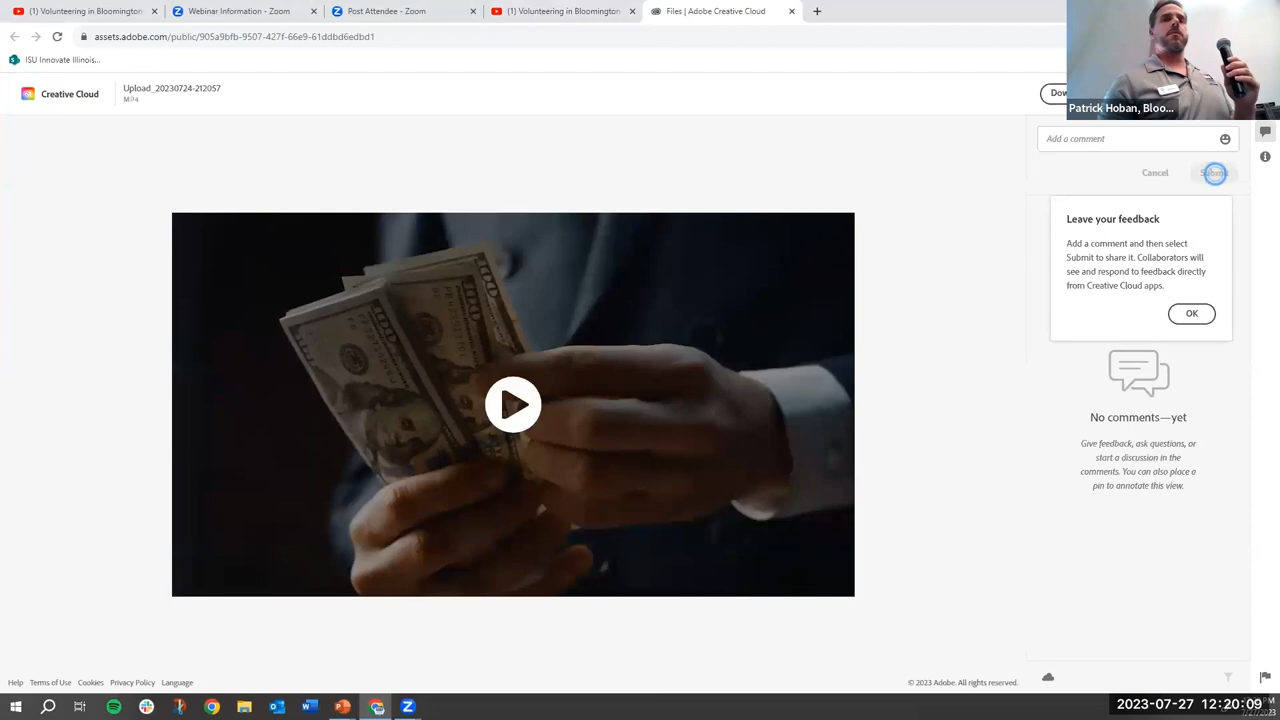 (1) Volunteering in Bloomington
Webinar Information - Zoom
Post Attendee - Zoom
(1) Volunteering in Bloomington
Files | Adobe Creative Cloud
assets.adobe.com/public/905a9bfb-9507-427f-66e9-61ddbd6edbd1
ISU Innovate Illinois...
Creative Cloud
Upload_20230724-212057
MP4
Patrick Hoban, Bloo...
Add a comment
Cancel
Submit
Leave your feedback
Add a comment and then select
Submit to share it. Collaborators will
see and respond to feedback directly
from Creative Cloud apps.
OK
100
100
No comments—yet
Give feedback, ask questions, or
start a discussion in the
comments. You can also place a
pin to annotate this view.
Help
Terms of Use
Cookies
Privacy Policy
Language
© 2023 Adobe. All rights reserved.
2023-07-27 12:20:09